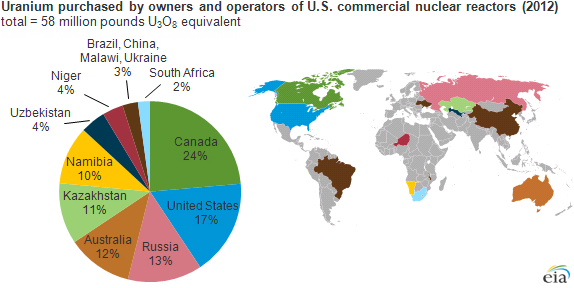 Uranium purchased by owners and operators of U.S. commercial nuclear reactors (2012)
total = 58 million pounds U₃O₈ equivalent
Brazil, China,
Malawi, Ukraine
3%
South Africa
2%
Niger
4%
Uzbekistan
4%
Canada
24%
Namibia
10%
Kazakhstan
11%
United States
17%
Australia
12%
Russia
13%
eia